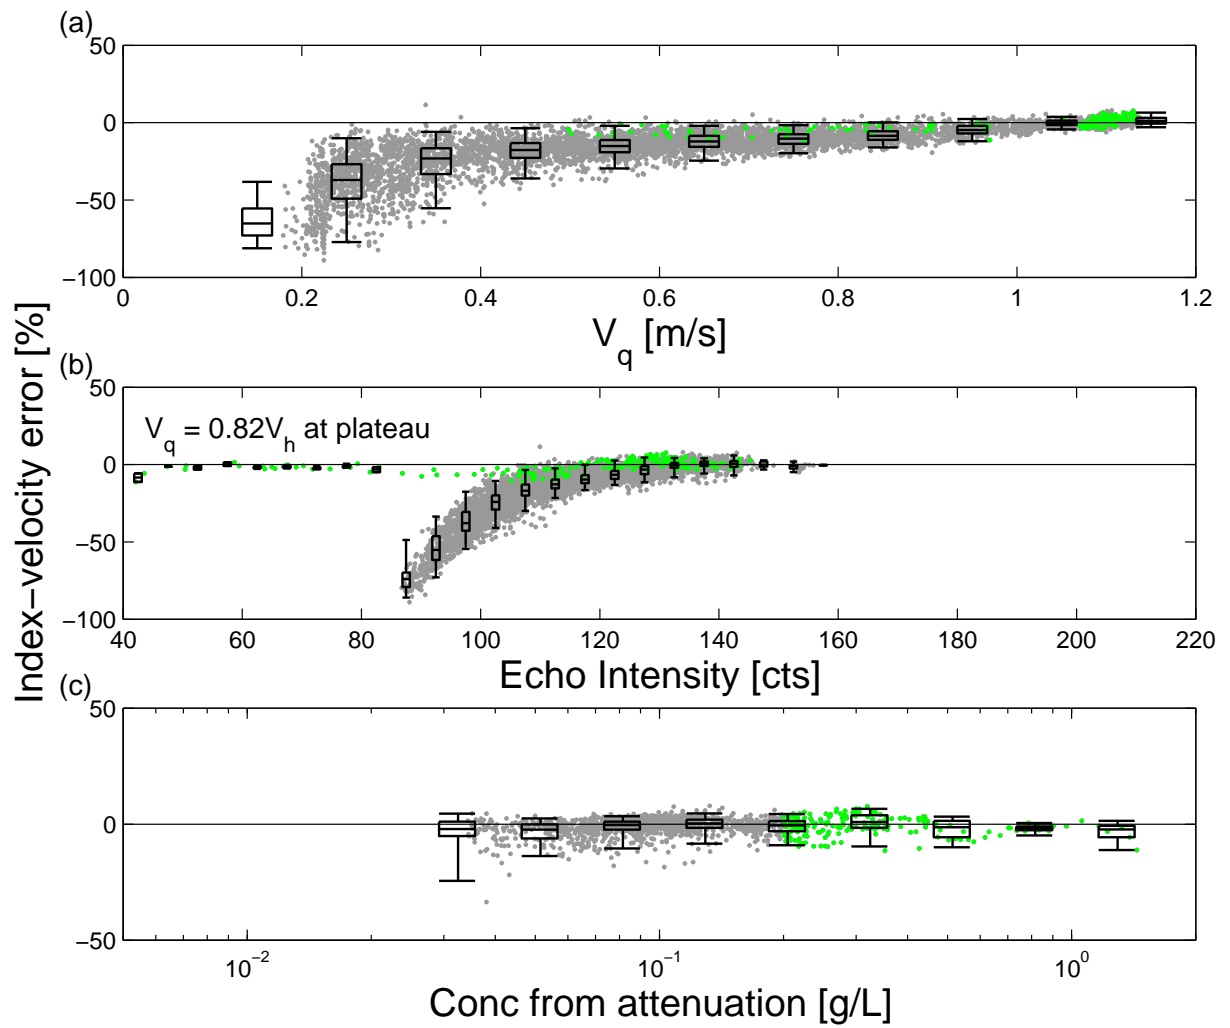 (a)
50
0
−50
−100
0 0.2 0.4 0.6 0.8 1 1.2
V_q [m/s]
Index−velocity error [%]
(b)
50
0
−50
−100
V_q = 0.82V_h at plateau
40 60 80 100 120 140 160 180 200 220
Echo Intensity [cts]
(c)
50
0
−50
10^−2 10^−1 10^0
Conc from attenuation [g/L]